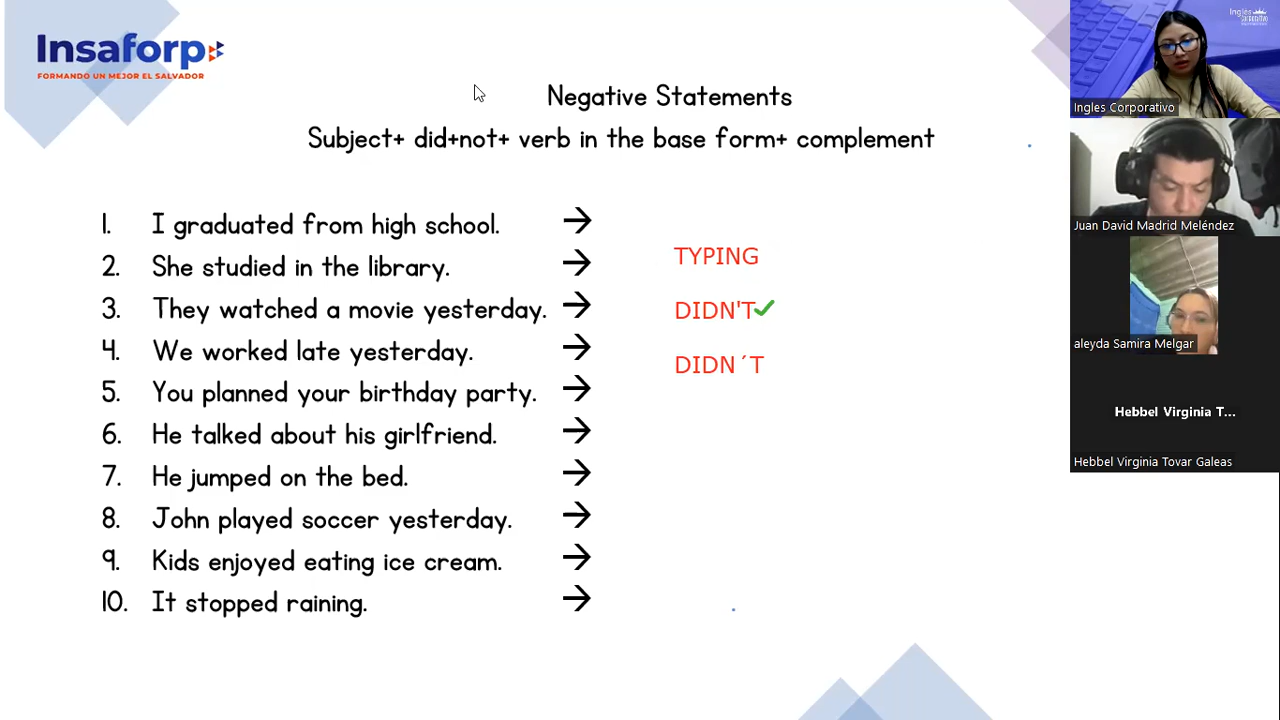 Insaforp
FORMANDO UN MEJOR EL SALVADOR
Negative Statements
Subject+ did+not+ verb in the base form+ complement
1. I graduated from high school. →
2. She studied in the library. →
3. They watched a movie yesterday. →
4. We worked late yesterday. →
5. You planned your birthday party. →
6. He talked about his girlfriend. →
7. He jumped on the bed. →
8. John played soccer yesterday. →
9. Kids enjoyed eating ice cream. →
10. It stopped raining. →
TYPING
DIDN'T✓
DIDN´T
Ingles Corporativo
Juan David Madrid Meléndez
aleyda Samira Melgar
Hebbel Virginia T...
Hebbel Virginia Tovar Galeas